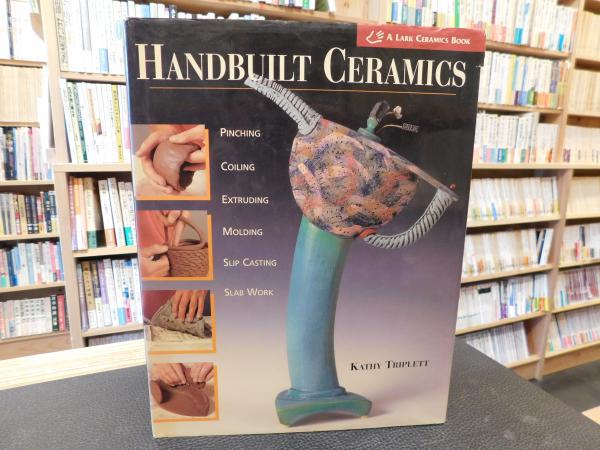 A LARK CERAMICS BOOK
HANDBUILT CERAMICS
PINCHING
COILING
EXTRUDING
MOLDING
SLIP CASTING
SLAB WORK
KATHY TRIPLETT